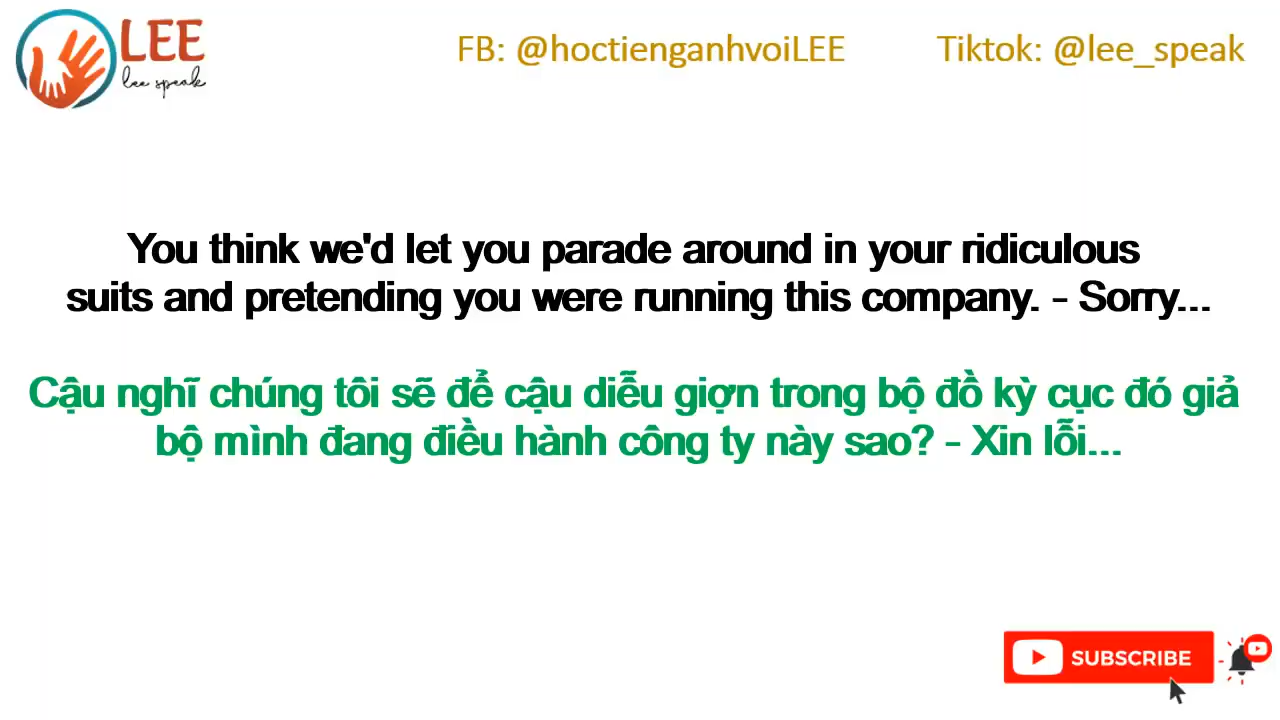 LEE
lee speak
FB: @hoctienganhvoiLEE
Tiktok: @lee_speak
You think we'd let you parade around in your ridiculous
suits and pretending you were running this company. - Sorry...
Cậu nghĩ chúng tôi sẽ để cậu diễu giợn trong bộ đồ kỳ cục đó giả
bộ mình đang điều hành công ty này sao? - Xin lỗi...
SUBSCRIBE